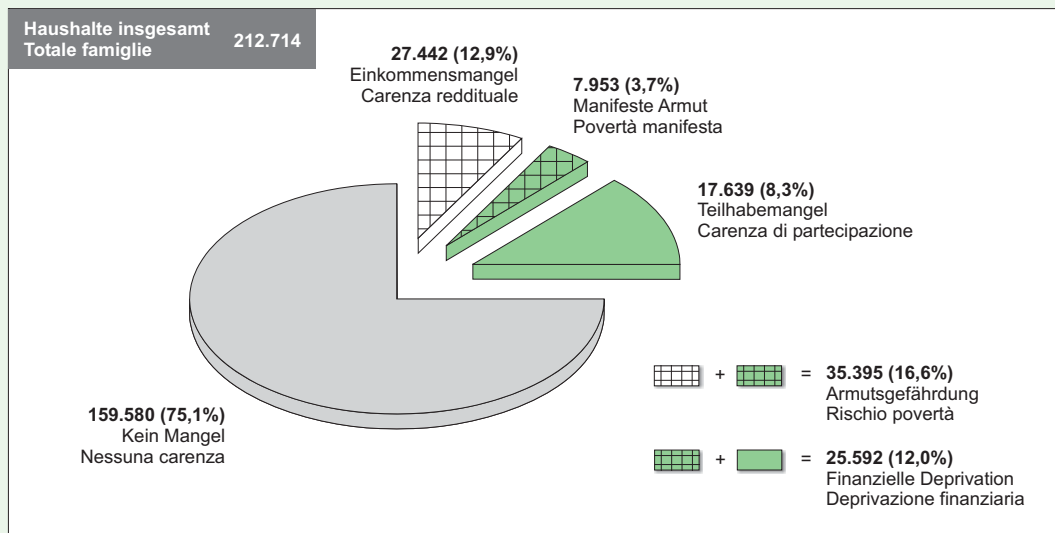 Haushalte insgesamt
Totale famiglie 212.714
27.442 (12,9%)
Einkommensmangel
Carenza reddituale
7.953 (3,7%)
Manifeste Armut
Povertà manifesta
17.639 (8,3%)
Teilhabemangel
Carenza di partecipazione
159.580 (75,1%)
Kein Mangel
Nessuna carenza
+ = 35.395 (16,6%)
Armutsgefährdung
Rischio povertà
+ = 25.592 (12,0%)
Finanzielle Deprivation
Deprivazione finanziaria